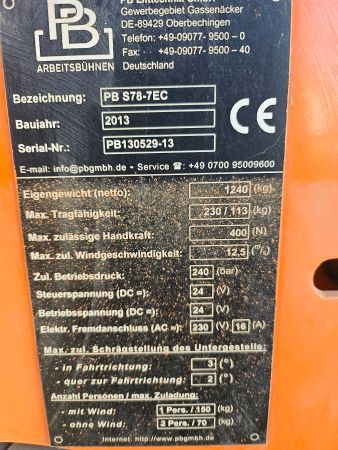 PB Lifttechnik GmbH
Gewerbegebiet Gassenäcker
DE-89429 Oberbechingen
Telefon: +49-09077- 9500 - 0
Fax: +49-09077- 9500 - 40
Deutschland
PB
ARBEITSBÜHNEN
Bezeichnung: PB S78-7EC
Baujahr: 2013
Serial-Nr.: PB130529-13
CE
E-mail: info@pbgmbh.de - Service ☎: +49 0700 95009600
Eigengewicht (netto): 1240 (kg)
Max. Tragfähigkeit: 230 / 113 (kg)
Max. zulässige Handkraft: 400 (N)
Max. zul. Windgeschwindigkeit: 12,5 (m/s)
Zul. Betriebsdruck: 240 (bar)
Steuerspannung (DC =): 24 (V)
Betriebsspannung (DC =): 24 (V)
Elektr. Fremdanschluss (AC ≈): 230 (V) 16 (A)
Max. zul. Schrägstellung des Untergestells:
- in Fahrtrichtung: 3 (°)
- quer zur Fahrtrichtung: 2 (°)
Anzahl Personen / max. Zuladung:
- mit Wind: 1 Pers. / 150 (kg)
- ohne Wind: 2 Pers. / 70 (kg)
Internet: http://www.pbgmbh.de